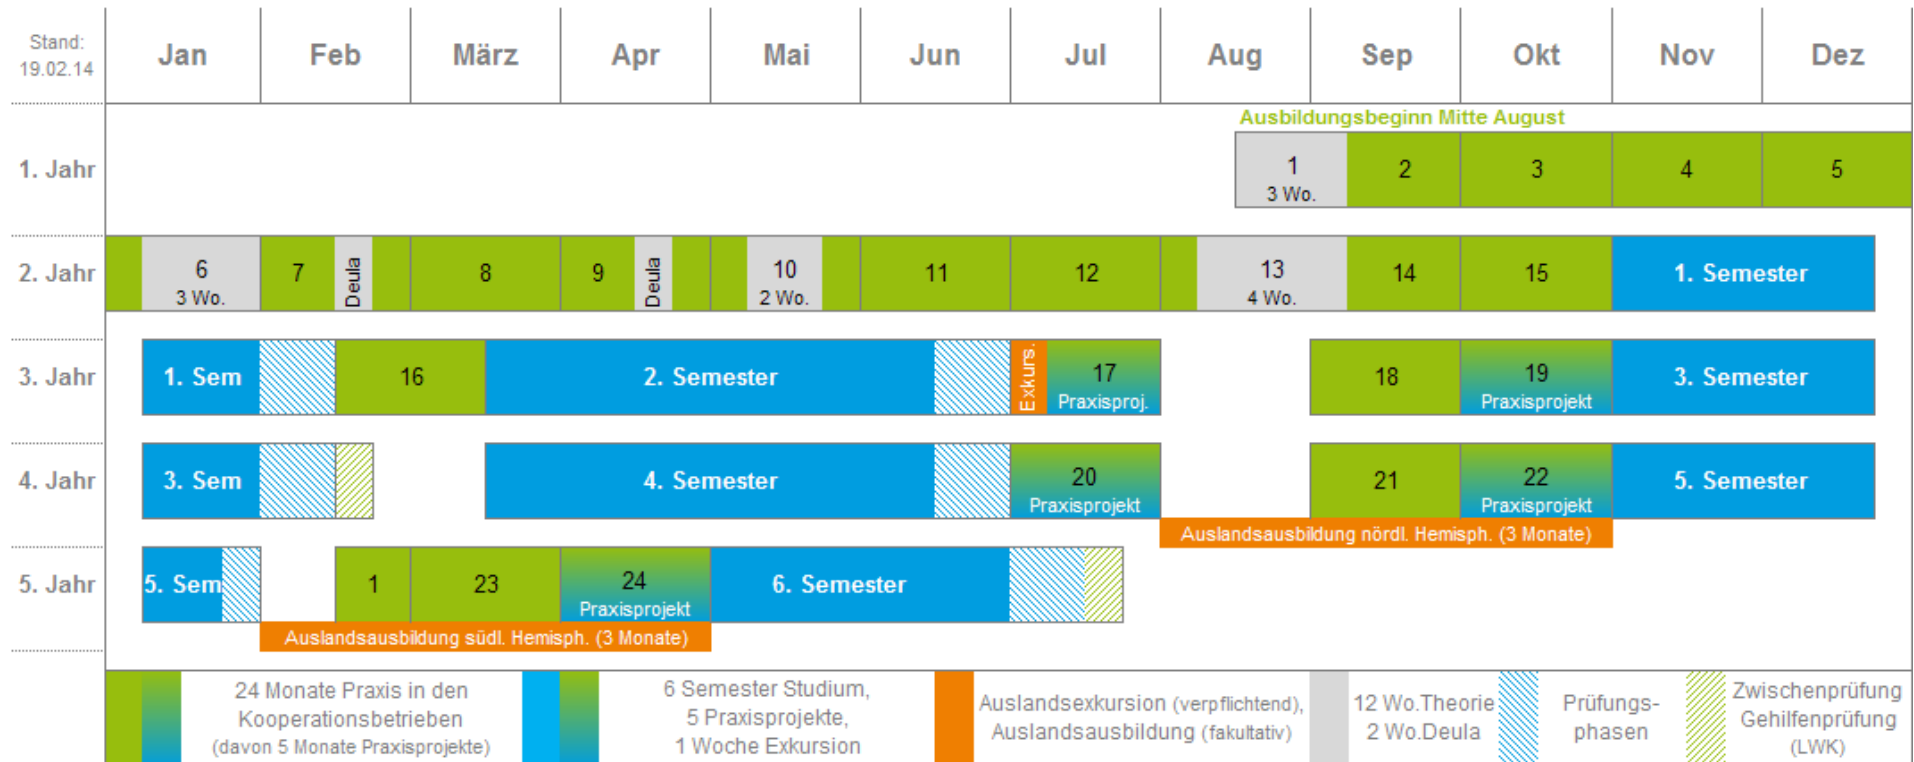 Stand:
19.02.14
Jan Feb März Apr Mai Jun Jul Aug Sep Okt Nov Dez
Ausbildungsbeginn Mitte August
1. Jahr
1
3 Wo.
2 3 4 5
2. Jahr
6
3 Wo.
7 Deula 8 9 Deula
10
2 Wo.
11 12
13
4 Wo.
14 15 1. Semester
3. Jahr
1. Sem 16 2. Semester Exkurs.
17
Praxisproj.
18
19
Praxisprojekt
3. Semester
4. Jahr
3. Sem 4. Semester
20
Praxisprojekt
21
22
Praxisprojekt
5. Semester
Auslandsausbildung nördl. Hemisph. (3 Monate)
5. Jahr
5. Sem 1 23
24
Praxisprojekt
6. Semester
Auslandsausbildung südl. Hemisph. (3 Monate)
24 Monate Praxis in den
Kooperationsbetrieben
(davon 5 Monate Praxisprojekte)
6 Semester Studium,
5 Praxisprojekte,
1 Woche Exkursion
Auslandsexkursion (verpflichtend),
Auslandsausbildung (fakultativ)
12 Wo.Theorie
2 Wo.Deula
Prüfungs-
phasen
Zwischenprüfung
Gehilfenprüfung
(LWK)